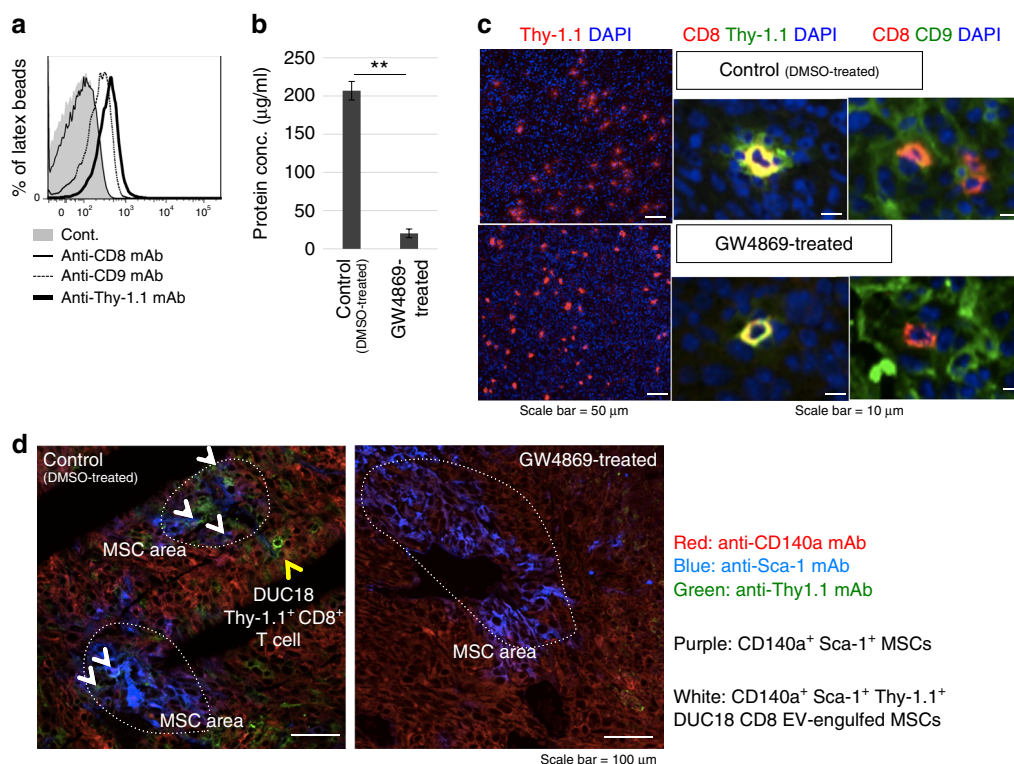 a
% of latex beads
0
0 10² 10³ 10⁴ 10⁵
Cont.
Anti-CD8 mAb
Anti-CD9 mAb
Anti-Thy-1.1 mAb
b
Protein conc. (μg/ml)
250
200
150
100
50
0
**
Control
(DMSO-treated)
GW4869-
treated
c
Thy-1.1 DAPI
CD8 Thy-1.1 DAPI
CD8 CD9 DAPI
Control (DMSO-treated)
GW4869-treated
Scale bar = 50 μm
Scale bar = 10 μm
d
Control
(DMSO-treated)
MSC area
DUC18
Thy-1.1⁺ CD8⁺
T cell
MSC area
GW4869-treated
MSC area
Scale bar = 100 μm
Red: anti-CD140a mAb
Blue: anti-Sca-1 mAb
Green: anti-Thy1.1 mAb
Purple: CD140a⁺ Sca-1⁺ MSCs
White: CD140a⁺ Sca-1⁺ Thy-1.1⁺
DUC18 CD8 EV-engulfed MSCs